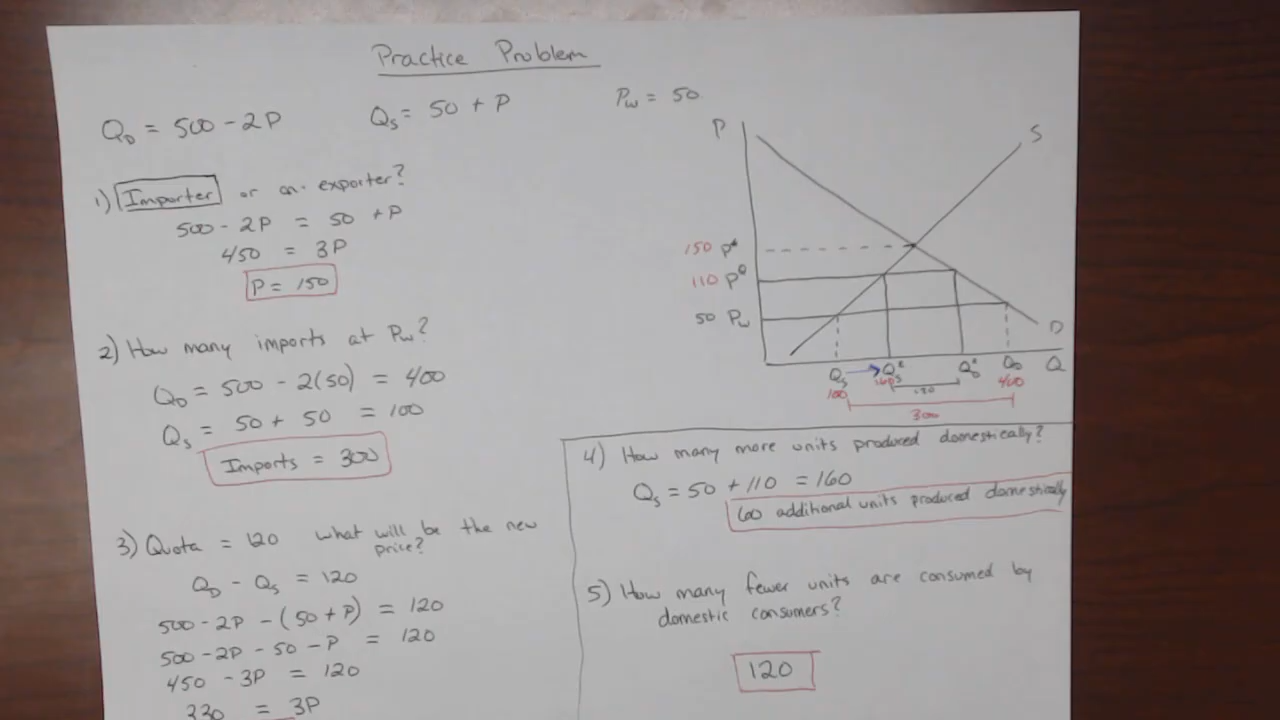 Practice Problem
Q_D = 500 - 2P
Q_S = 50 + P
P_W = 50
1) Importer or an exporter?
500 - 2P = 50 + P
450 = 3P
P = 150
2) How many imports at P_W?
Q_D = 500 - 2(50) = 400
Q_S = 50 + 50 = 100
Imports = 300
3) Quota = 120 what will be the new
price?
Q_D - Q_S = 120
500 - 2P - (50 + P) = 120
500 - 2P - 50 - P = 120
450 - 3P = 120
330 = 3P
P
S
150 P*
110 P^Q
50 P_W
D
Q_S Q_S^Q Q_D^Q Q_D Q
100 160 120 400
300
4) How many more units produced domestically?
Q_S = 50 + 110 = 160
60 additional units produced domestically
5) How many fewer units are consumed by
domestic consumers?
120